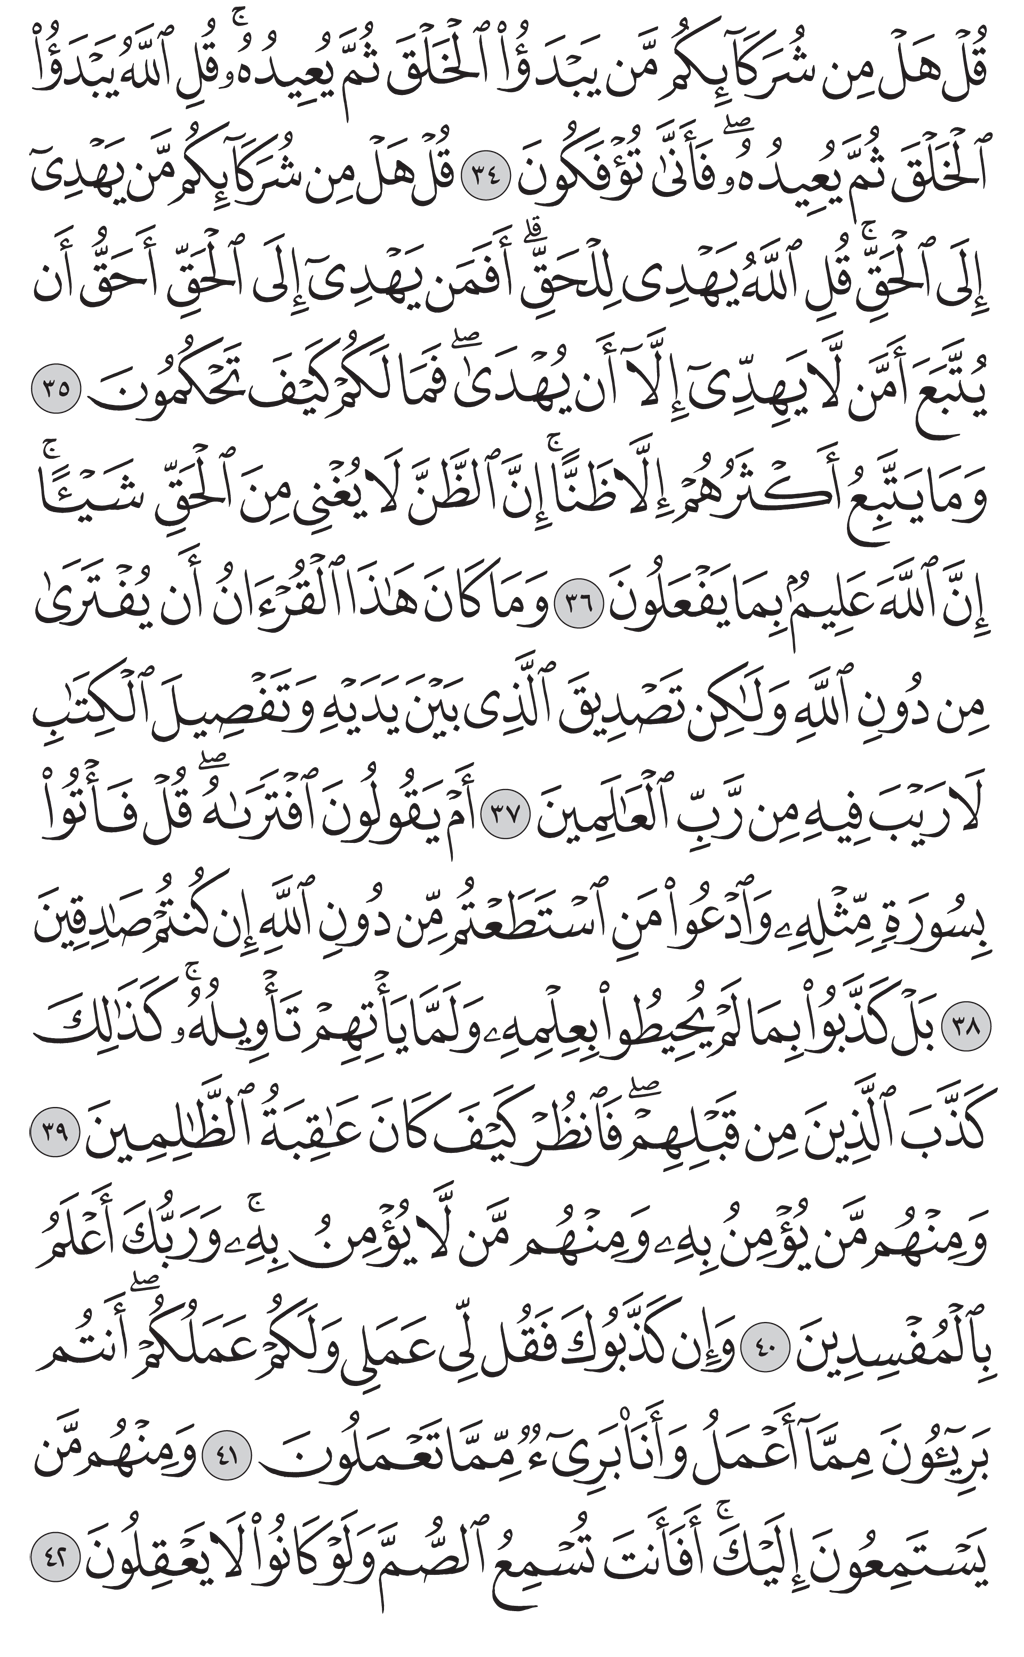 قُلۡ هَلۡ مِن شُرَكَآئِكُم مَّن يَبۡدَؤُاْ ٱلۡخَلۡقَ ثُمَّ يُعِيدُهُۥۚ قُلِ ٱللَّهُ يَبۡدَؤُاْ
ٱلۡخَلۡقَ ثُمَّ يُعِيدُهُۥۖ فَأَنَّىٰ تُؤۡفَكُونَ ٣٤ قُلۡ هَلۡ مِن شُرَكَآئِكُم مَّن يَهۡدِيٓ
إِلَى ٱلۡحَقِّۚ قُلِ ٱللَّهُ يَهۡدِي لِلۡحَقِّۗ أَفَمَن يَهۡدِيٓ إِلَى ٱلۡحَقِّ أَحَقُّ أَن
يُتَّبَعَ أَمَّن لَّا يَهِدِّيٓ إِلَّآ أَن يُهۡدَىٰۖ فَمَا لَكُمۡ كَيۡفَ تَحۡكُمُونَ ٣٥
وَمَا يَتَّبِعُ أَكۡثَرُهُمۡ إِلَّا ظَنًّاۚ إِنَّ ٱلظَّنَّ لَا يُغۡنِي مِنَ ٱلۡحَقِّ شَيۡـًٔاۚ
إِنَّ ٱللَّهَ عَلِيمُۢ بِمَا يَفۡعَلُونَ ٣٦ وَمَا كَانَ هَٰذَا ٱلۡقُرۡءَانُ أَن يُفۡتَرَىٰ
مِن دُونِ ٱللَّهِ وَلَٰكِن تَصۡدِيقَ ٱلَّذِي بَيۡنَ يَدَيۡهِ وَتَفۡصِيلَ ٱلۡكِتَٰبِ
لَا رَيۡبَ فِيهِ مِن رَّبِّ ٱلۡعَٰلَمِينَ ٣٧ أَمۡ يَقُولُونَ ٱفۡتَرَىٰهُۖ قُلۡ فَأۡتُواْ
بِسُورَةٖ مِّثۡلِهِۦ وَٱدۡعُواْ مَنِ ٱسۡتَطَعۡتُم مِّن دُونِ ٱللَّهِ إِن كُنتُمۡ صَٰدِقِينَ
٣٨ بَلۡ كَذَّبُواْ بِمَا لَمۡ يُحِيطُواْ بِعِلۡمِهِۦ وَلَمَّا يَأۡتِهِمۡ تَأۡوِيلُهُۥۚ كَذَٰلِكَ
كَذَّبَ ٱلَّذِينَ مِن قَبۡلِهِمۡۖ فَٱنظُرۡ كَيۡفَ كَانَ عَٰقِبَةُ ٱلظَّٰلِمِينَ ٣٩
وَمِنۡهُم مَّن يُؤۡمِنُ بِهِۦ وَمِنۡهُم مَّن لَّا يُؤۡمِنُ بِهِۦۚ وَرَبُّكَ أَعۡلَمُ
بِٱلۡمُفۡسِدِينَ ٤٠ وَإِن كَذَّبُوكَ فَقُل لِّي عَمَلِي وَلَكُمۡ عَمَلُكُمۡۖ أَنتُم
بَرِيٓـُٔونَ مِمَّآ أَعۡمَلُ وَأَنَا۠ بَرِيٓءٞ مِّمَّا تَعۡمَلُونَ ٤١ وَمِنۡهُم مَّن
يَسۡتَمِعُونَ إِلَيۡكَۚ أَفَأَنتَ تُسۡمِعُ ٱلصُّمَّ وَلَوۡ كَانُواْ لَا يَعۡقِلُونَ ٤٢